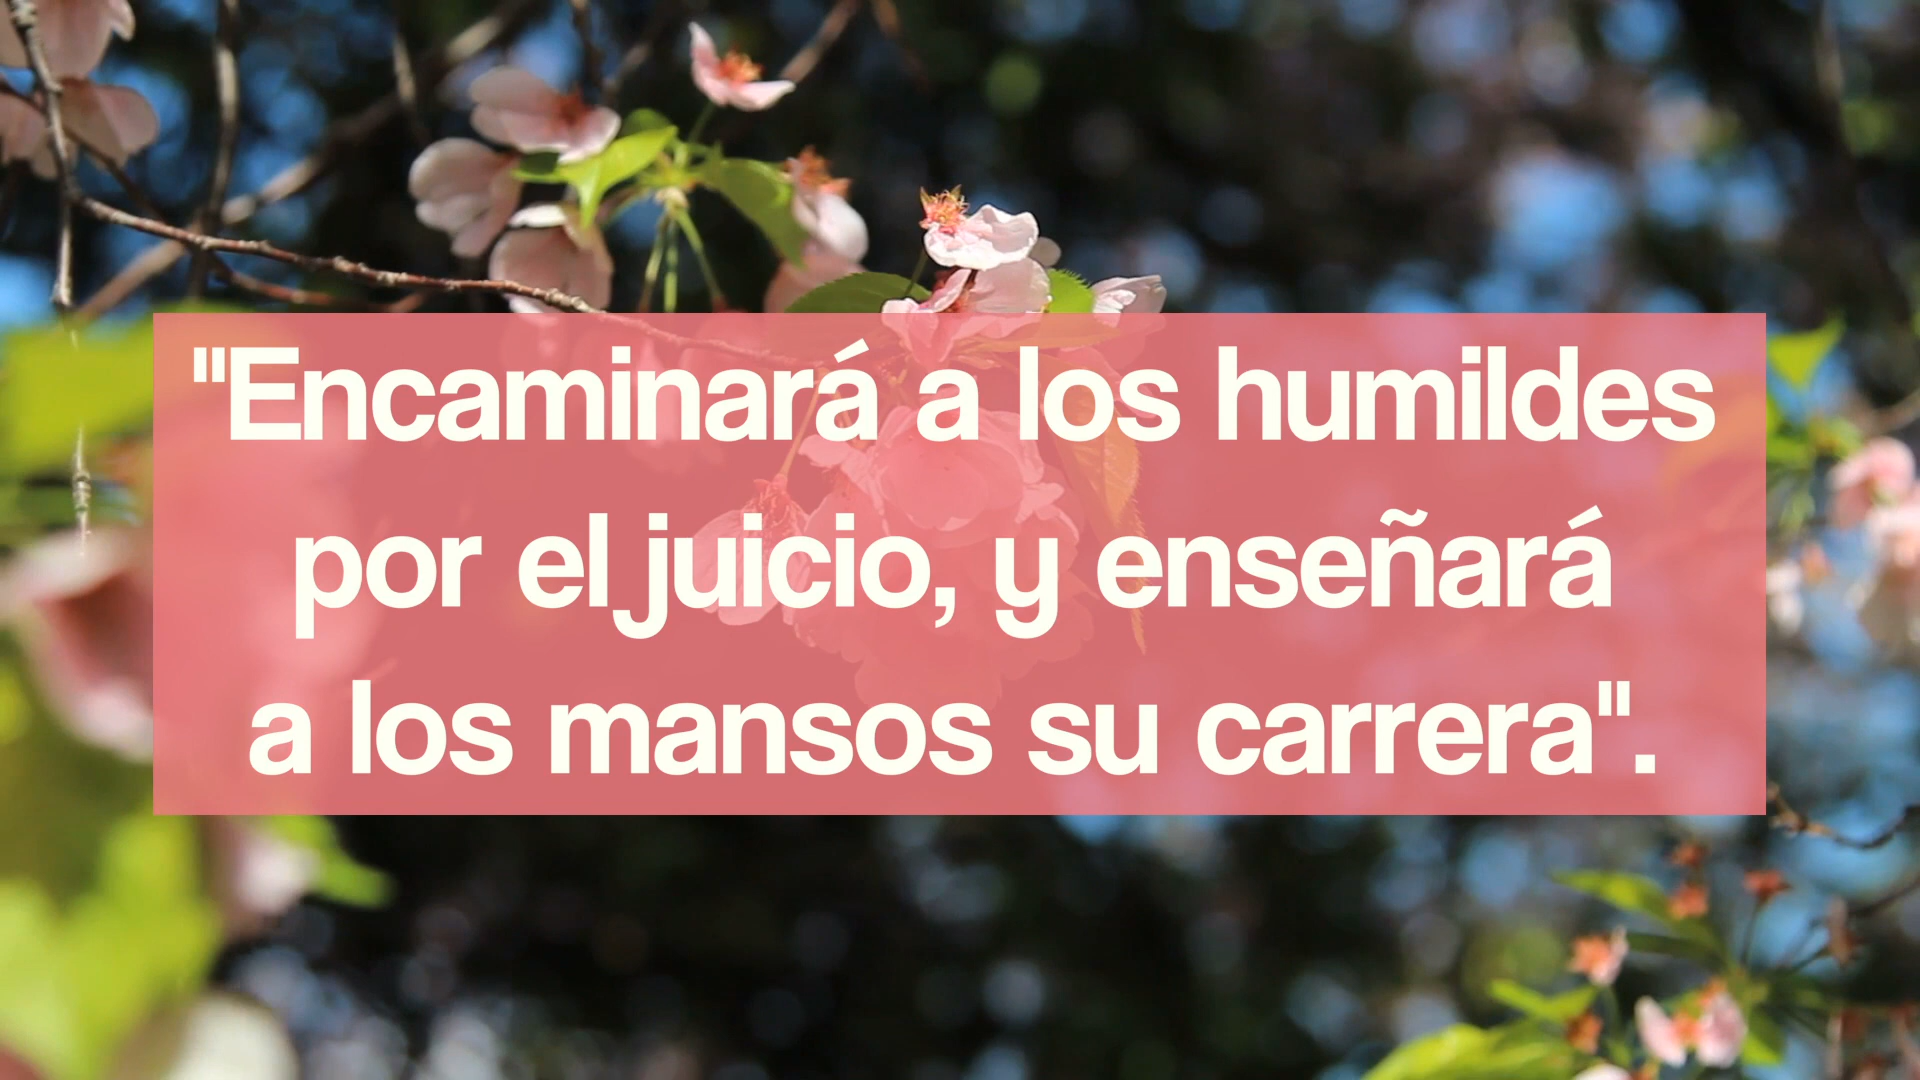 "Encaminará a los humildes
por el juicio, y enseñará
a los mansos su carrera".